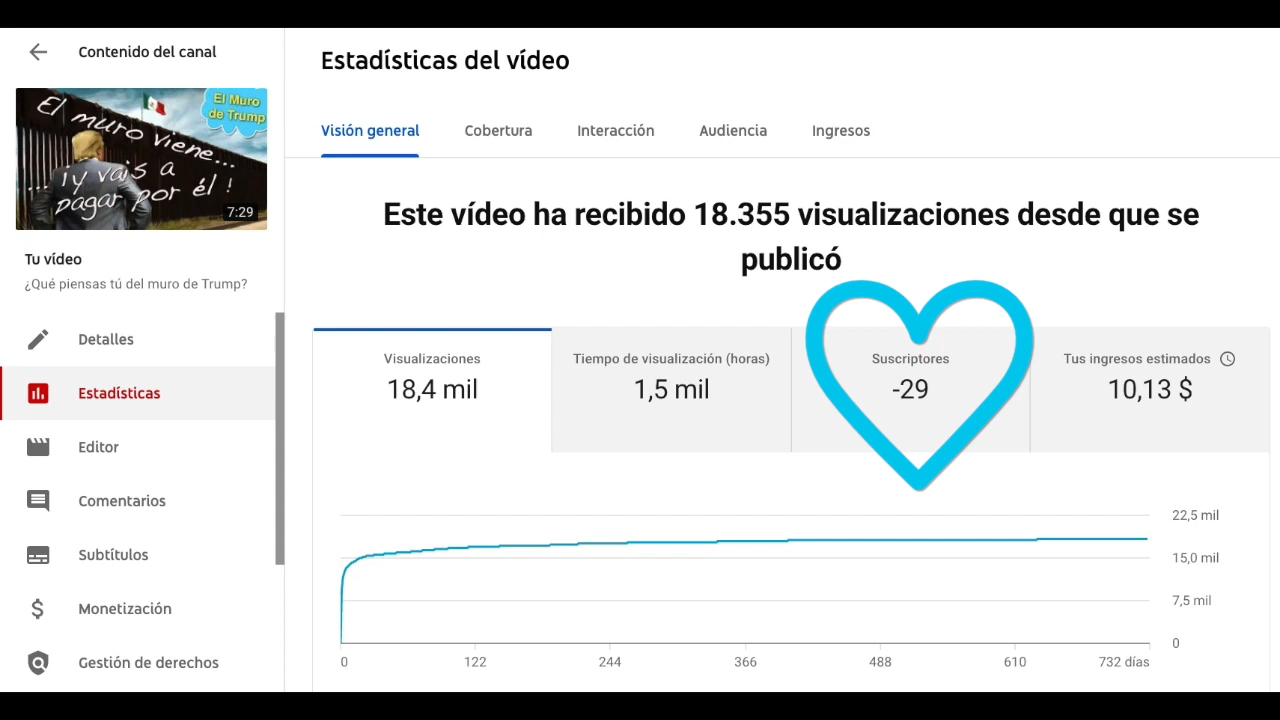 Contenido del canal
El muro viene...
... ¡y vais a
pagar por él!
El Muro
de Trump
7:29
Tu vídeo
¿Qué piensas tú del muro de Trump?
Detalles
Estadísticas
Editor
Comentarios
Subtítulos
Monetización
Gestión de derechos
Estadísticas del vídeo
Visión general
Cobertura
Interacción
Audiencia
Ingresos
Este vídeo ha recibido 18.355 visualizaciones desde que se
publicó
Visualizaciones
18,4 mil
Tiempo de visualización (horas)
1,5 mil
Suscriptores
-29
Tus ingresos estimados
10,13 $
22,5 mil
15,0 mil
7,5 mil
0
0
122
244
366
488
610
732 días